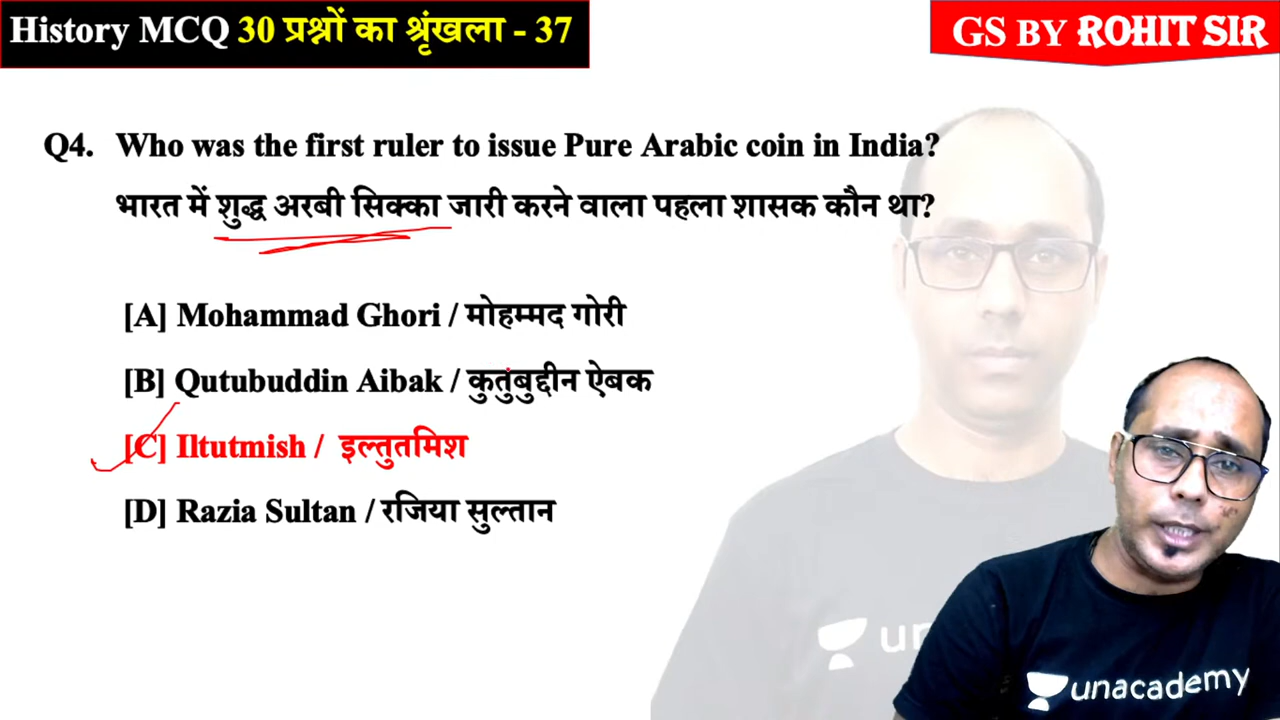 History MCQ 30 प्रश्नों का श्रृंखला - 37
GS BY ROHIT SIR
Q4. Who was the first ruler to issue Pure Arabic coin in India?
भारत में शुद्ध अरबी सिक्का जारी करने वाला पहला शासक कौन था?
[A] Mohammad Ghori / मोहम्मद गोरी
[B] Qutubuddin Aibak / कुतुबुद्दीन ऐबक
[C] Iltutmish / इल्तुतमिश
[D] Razia Sultan / रजिया सुल्तान
un
unacademy